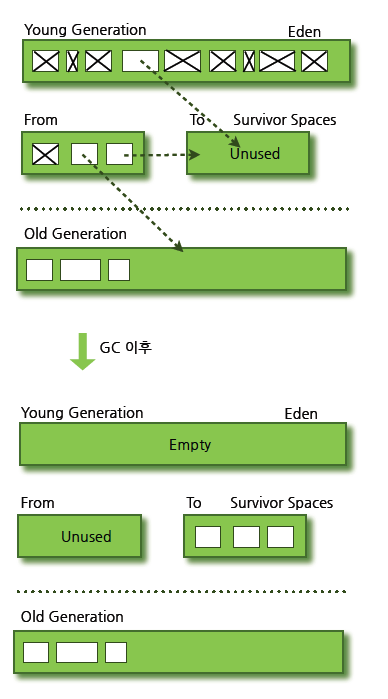 Young Generation Eden
From To Survivor Spaces
Unused
Old Generation
GC 이후
Young Generation Eden
Empty
From To Survivor Spaces
Unused
Old Generation